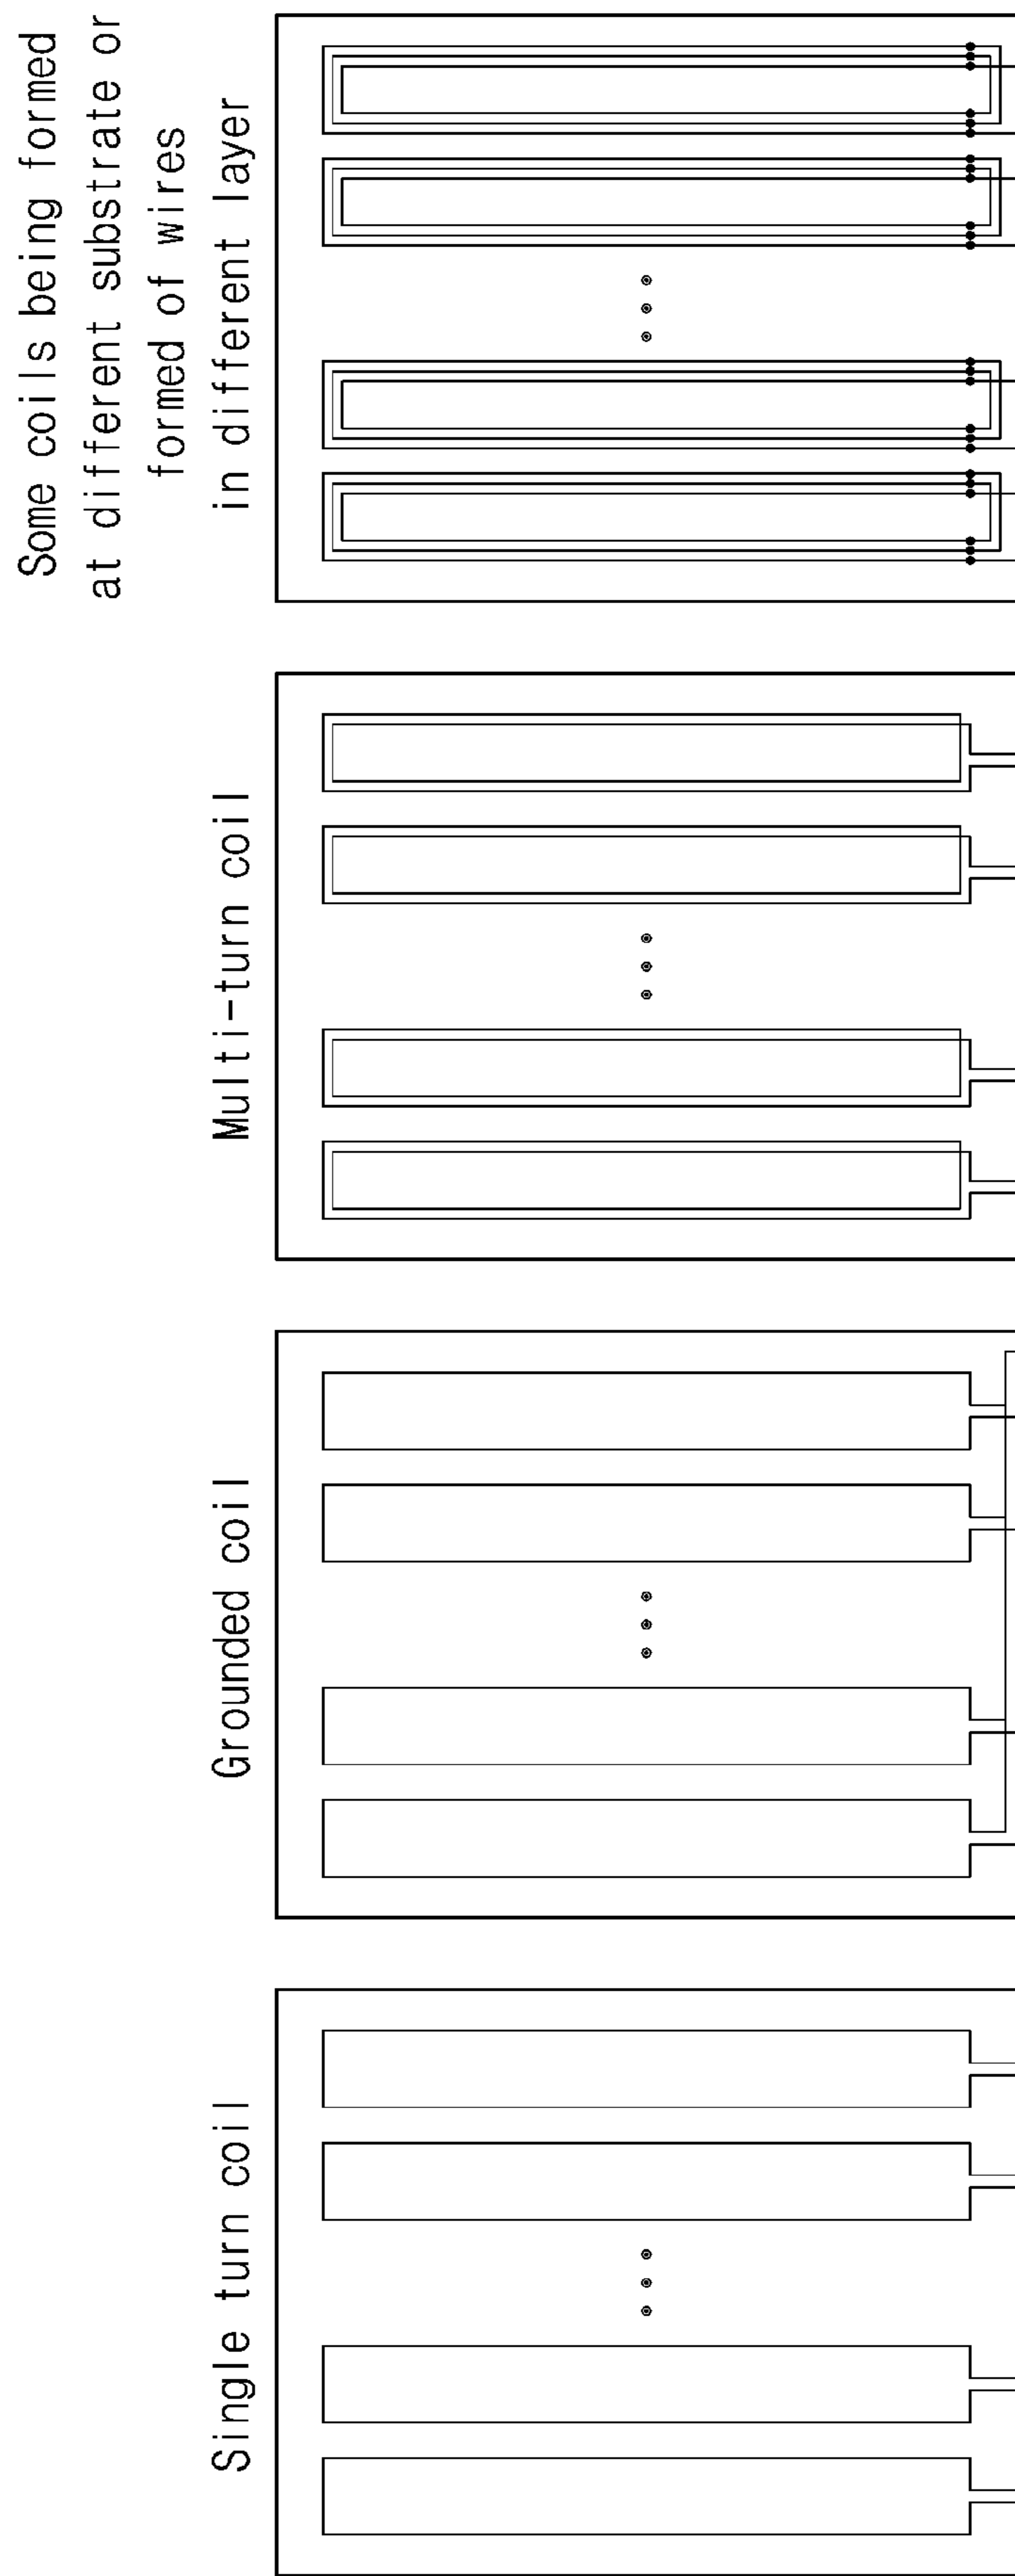 Single turn coil
Grounded coil
Multi-turn coil
Some coils being formed
at different substrate or
formed of wires
in different layer